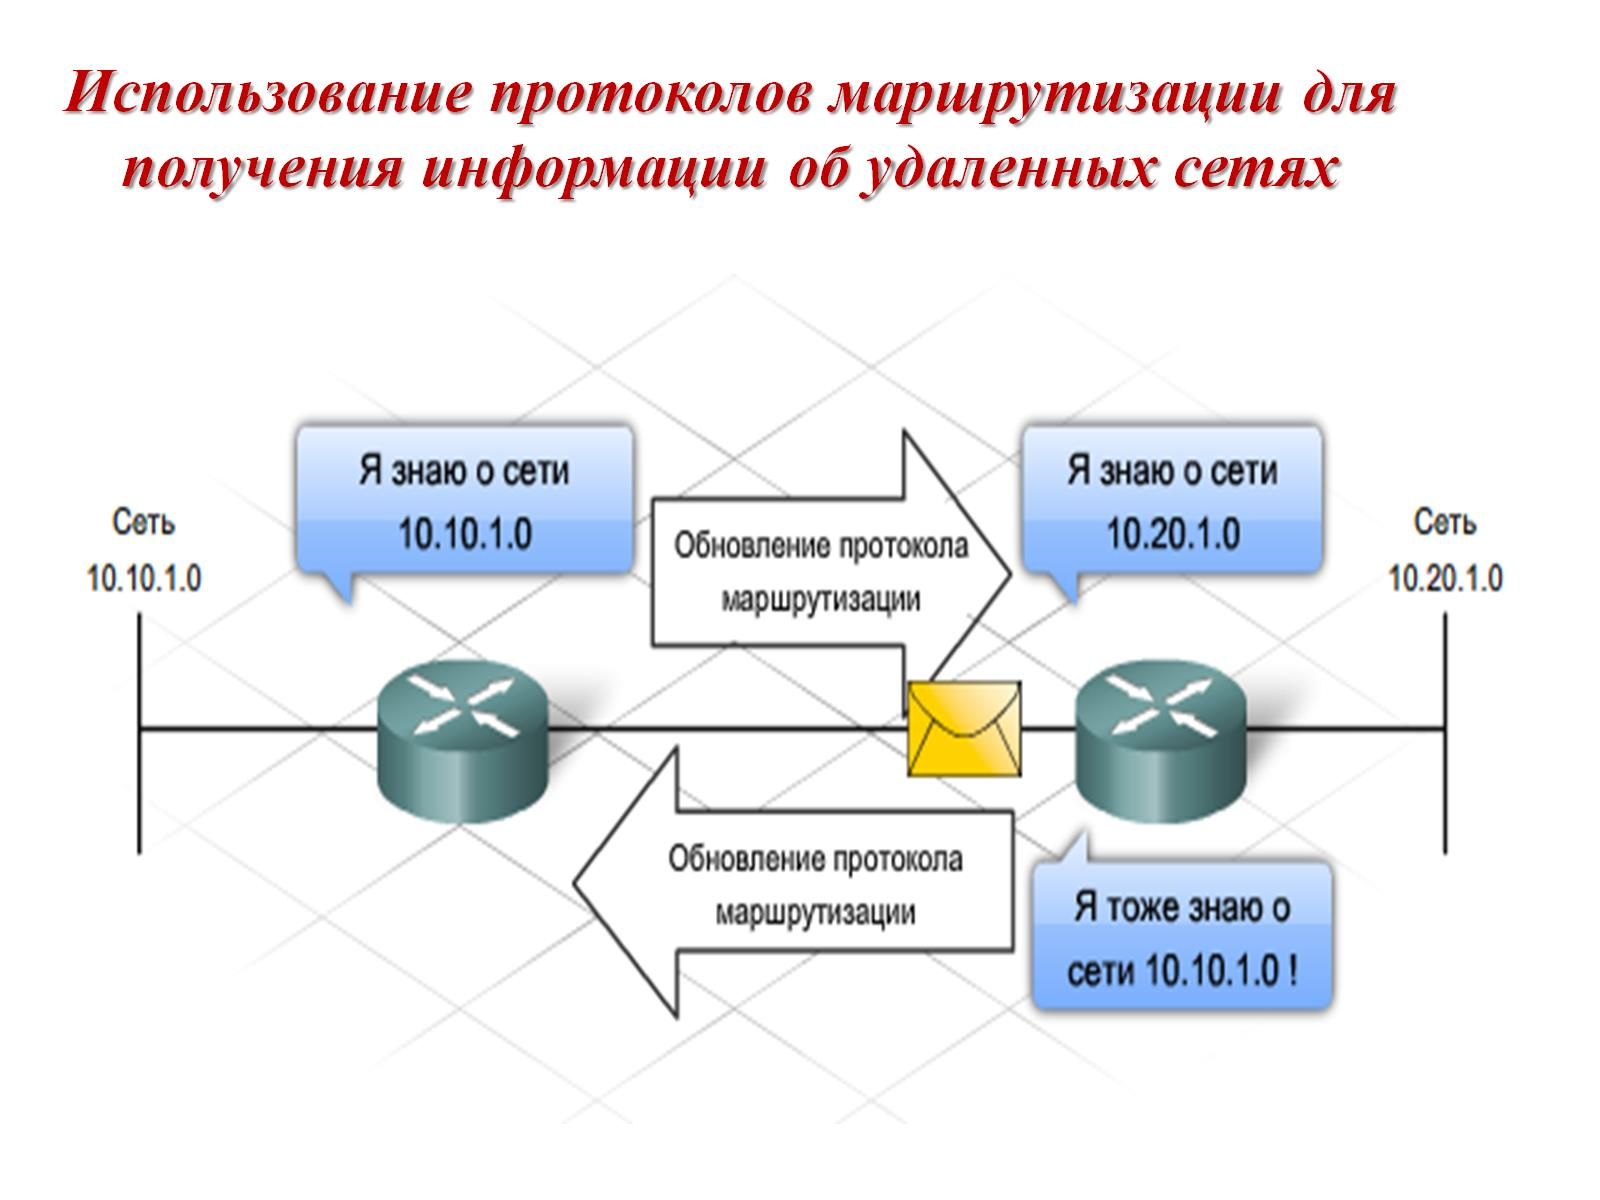 Использование протоколов маршрутизации для
получения информации об удаленных сетях
Я знаю о сети
10.10.1.0
Я знаю о сети
10.20.1.0
Сеть
10.10.1.0
Обновление протокола
маршрутизации
Сеть
10.20.1.0
Обновление протокола
маршрутизации
Я тоже знаю о
сети 10.10.1.0 !